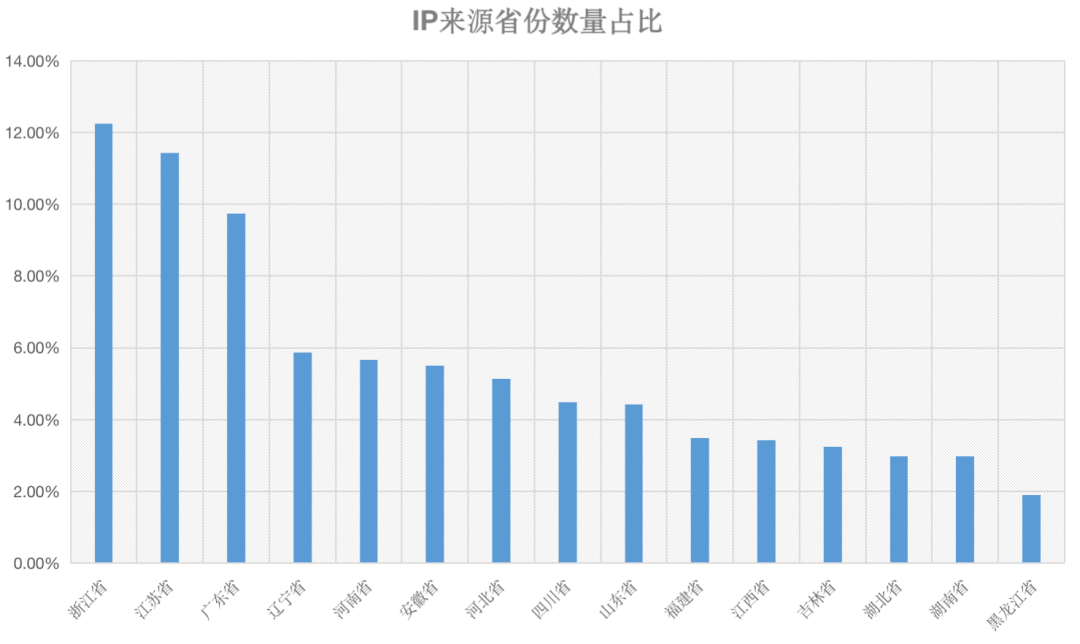 IP来源省份数量占比
14.00%
12.00%
10.00%
8.00%
6.00%
4.00%
2.00%
0.00%
浙江省
江苏省
广东省
辽宁省
河南省
安徽省
河北省
四川省
山东省
福建省
江西省
吉林省
湖北省
湖南省
黑龙江省